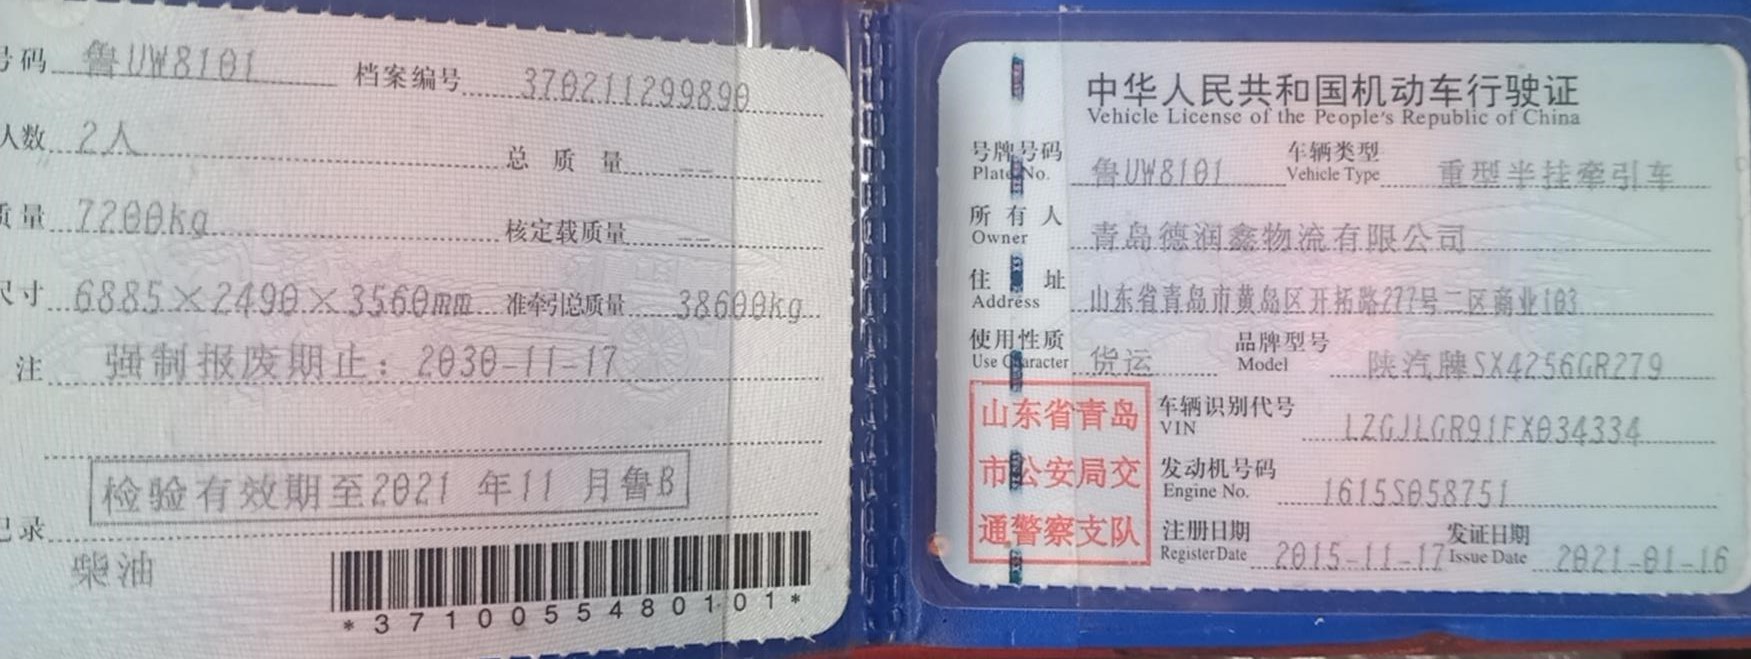 号码 鲁UW8101 档案编号 370211299890
人数 2人 总质量 --
质量 7200kg 核定载质量 --
尺寸 6885×2490×3560mm 准牵引总质量 38600kg
注 强制报废期止：2030-11-17
检验有效期至2021年11月鲁B
记录
柴油
*3710055480101*
中华人民共和国机动车行驶证
Vehicle License of the People's Republic of China
号牌号码 鲁UW8101 车辆类型 重型半挂牵引车
Plate No. Vehicle Type
所有人 青岛德润鑫物流有限公司
Owner
住址 山东省青岛市黄岛区开拓路277号二区商业103
Address
使用性质 货运 品牌型号 陕汽牌SX4256GR279
Use Character Model
山东省青岛
市公安局交
通警察支队
车辆识别代号 LZGJLGR91FX034334
VIN
发动机号码 1615S058751
Engine No.
注册日期 2015-11-17 发证日期 2021-01-16
Register Date Issue Date